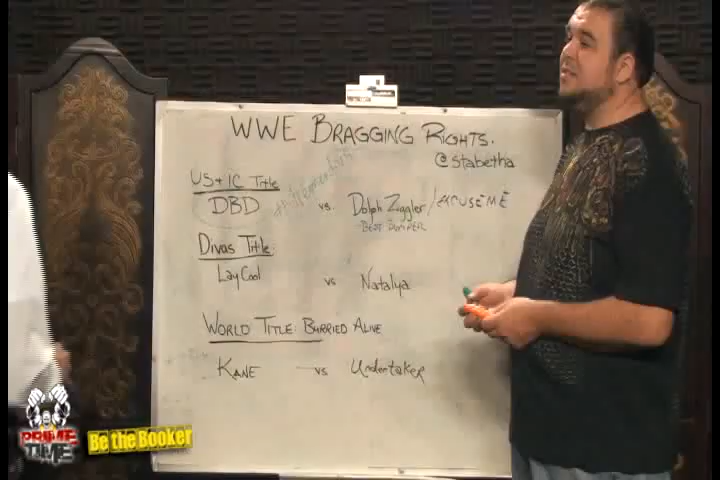 WWE BRAGGING RIGHTS.
@Stabetha
US + IC Title
DBD vs. Dolph Ziggler / EXCUSE ME
BEST BUMPER
Divas Title:
LayCool vs Natalya
WORLD TITLE: BURRIED ALIVE
KANE vs Undertaker
PRIME TIME
Be the Booker